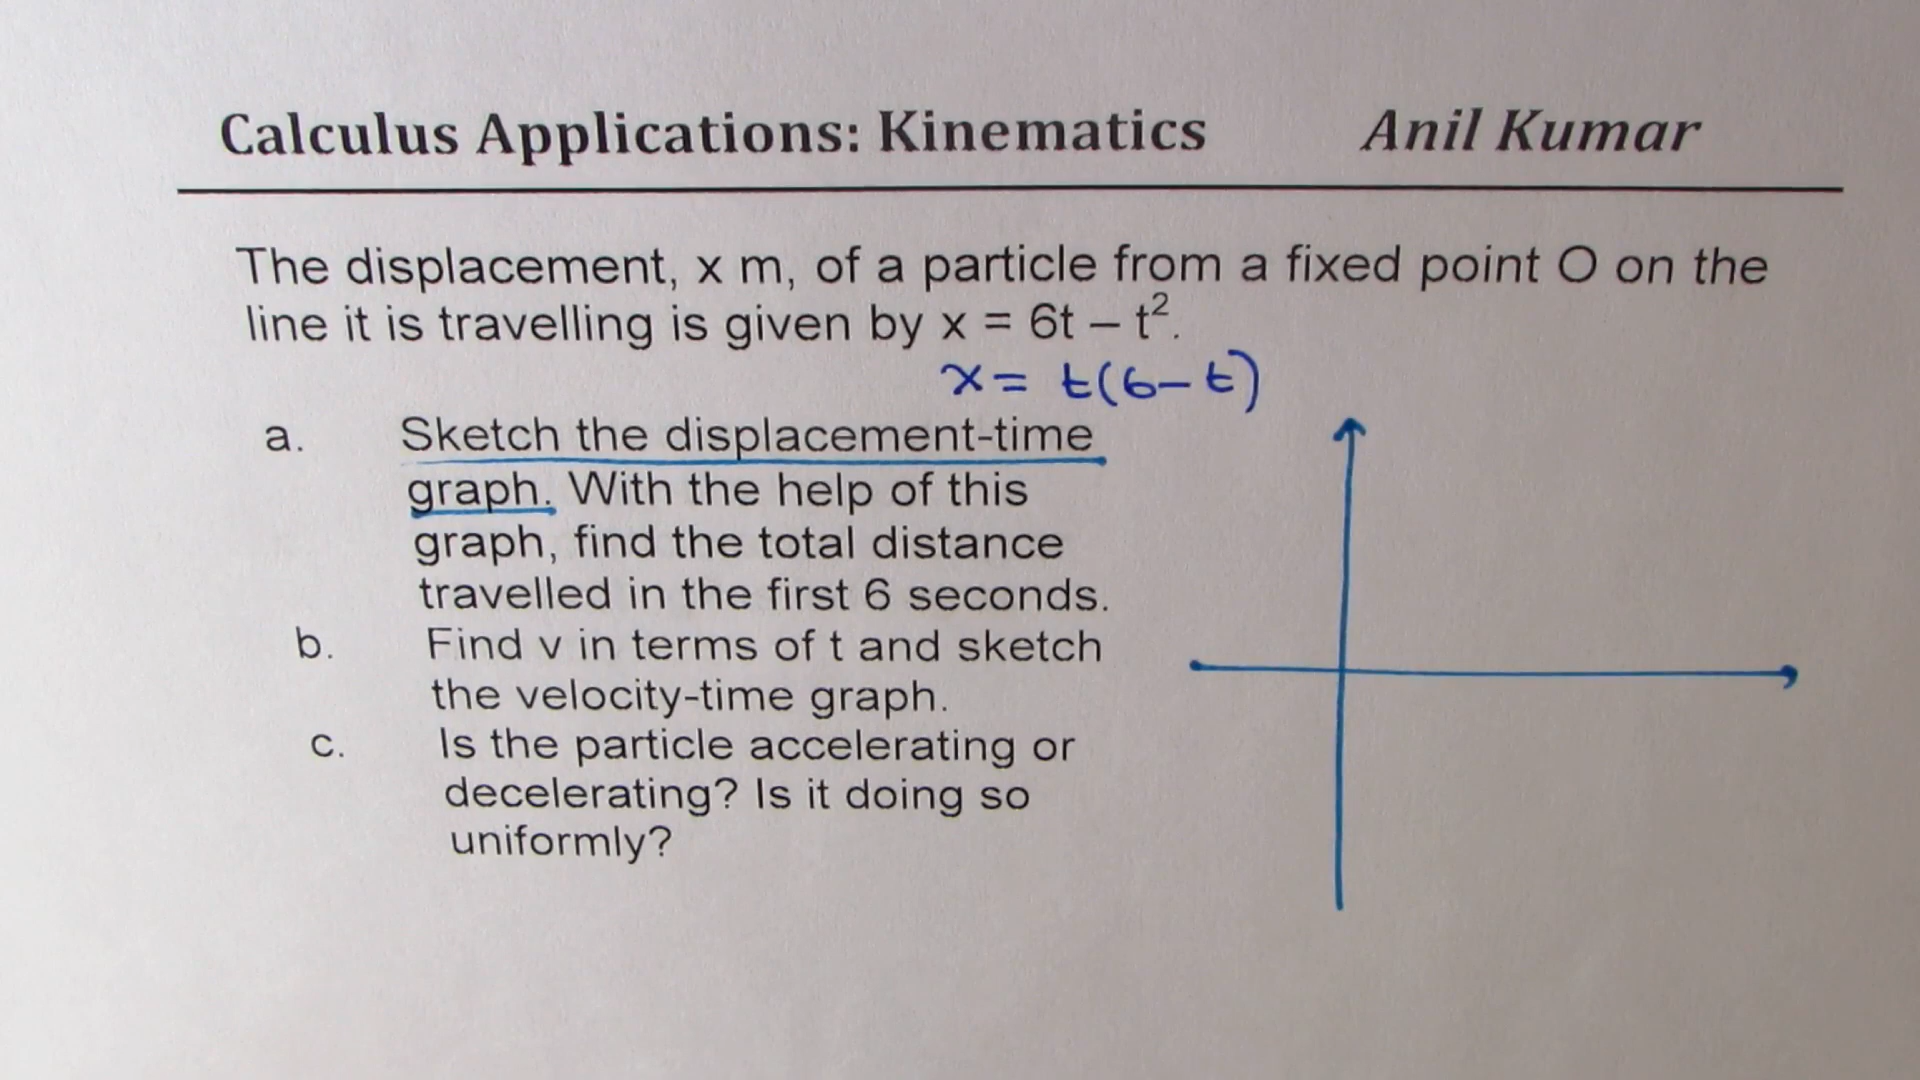 Calculus Applications: Kinematics Anil Kumar
The displacement, x m, of a particle from a fixed point O on the
line it is travelling is given by x = 6t – t².
x = t(6-t)
a. Sketch the displacement-time
graph. With the help of this
graph, find the total distance
travelled in the first 6 seconds.
b. Find v in terms of t and sketch
the velocity-time graph.
c. Is the particle accelerating or
decelerating? Is it doing so
uniformly?